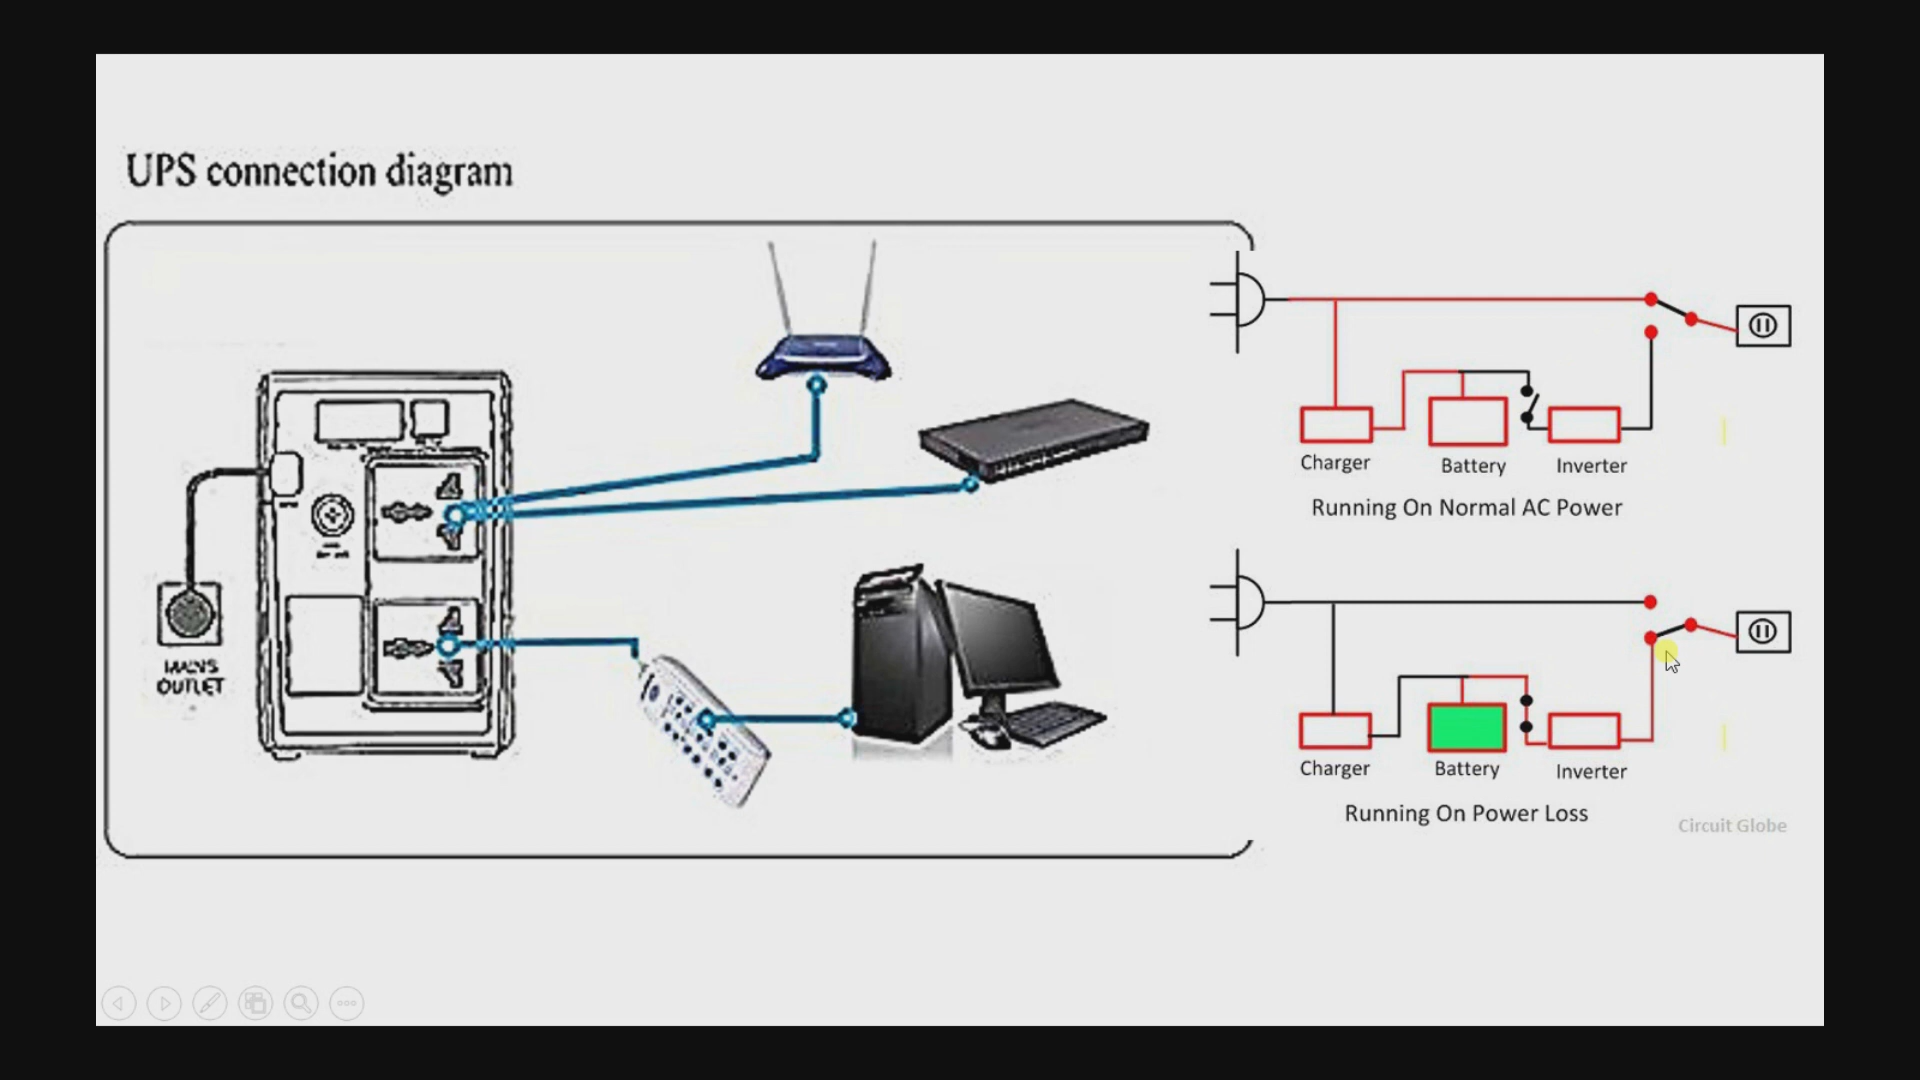 UPS connection diagram
MAINS
OUTLET
Charger
Battery
Inverter
Running On Normal AC Power
Charger
Battery
Inverter
Running On Power Loss
Circuit Globe